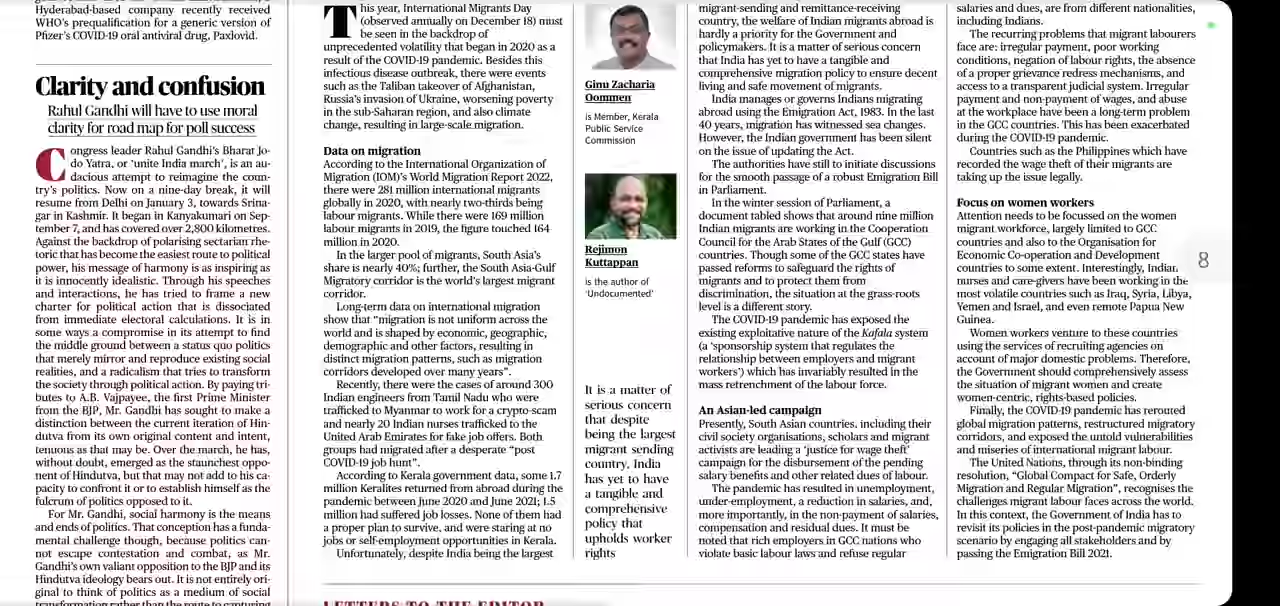 Hyderabad-based company recently received
WHO's prequalification for a generic version of
Pfizer's COVID-19 oral antiviral drug, Paxlovid.
Clarity and confusion
Rahul Gandhi will have to use moral
clarity for road map for poll success
Congress leader Rahul Gandhi's Bharat Jo-
do Yatra, or 'unite India march', is an au-
dacious attempt to reimagine the coun-
try's politics. Now on a nine-day break, it will
resume from Delhi on January 3, towards Srina-
gar in Kashmir. It began in Kanyakumari on Sep-
tember 7, and has covered over 2,800 kilometres.
Against the backdrop of polarising sectarian rhe-
toric that has become the easiest route to political
power, his message of harmony is as inspiring as
it is innocently idealistic. Through his speeches
and interactions, he has tried to frame a new
charter for political action that is dissociated
from immediate electoral calculations. It is in
some ways a compromise in its attempt to find
the middle ground between a status quo politics
that merely mirror and reproduce existing social
realities, and a radicalism that tries to transform
the society through political action. By paying tri-
butes to A.B. Vajpayee, the first Prime Minister
from the BJP, Mr. Gandhi has sought to make a
distinction between the current iteration of Hin-
dutva from its own original content and intent,
tenuous as that may be. Over the march, he has,
without doubt, emerged as the staunchest oppo-
nent of Hindutva, but that may not add to his ca-
pacity to confront it or to establish himself as the
fulcrum of politics opposed to it.
For Mr. Gandhi, social harmony is the means
and ends of politics. That conception has a funda-
mental challenge though, because politics can-
not escape contestation and combat, as Mr.
Gandhi's own valiant opposition to the BJP and its
Hindutva ideology bears out. It is not entirely ori-
ginal to think of politics as a medium of social
transformation rather than the route to capturing
This year, International Migrants Day
(observed annually on December 18) must
be seen in the backdrop of
unprecedented volatility that began in 2020 as a
result of the COVID-19 pandemic. Besides this
infectious disease outbreak, there were events
such as the Taliban takeover of Afghanistan,
Russia's invasion of Ukraine, worsening poverty
in the sub-Saharan region, and also climate
change, resulting in large-scale migration.
Data on migration
According to the International Organization of
Migration (IOM)'s World Migration Report 2022,
there were 281 million international migrants
globally in 2020, with nearly two-thirds being
labour migrants. While there were 169 million
labour migrants in 2019, the figure touched 164
million in 2020.
In the larger pool of migrants, South Asia's
share is nearly 40%; further, the South Asia-Gulf
Migratory corridor is the world's largest migrant
corridor.
Long-term data on international migration
show that "migration is not uniform across the
world and is shaped by economic, geographic,
demographic and other factors, resulting in
distinct migration patterns, such as migration
corridors developed over many years".
Recently, there were the cases of around 300
Indian engineers from Tamil Nadu who were
trafficked to Myanmar to work for a crypto-scam
and nearly 20 Indian nurses trafficked to the
United Arab Emirates for fake job offers. Both
groups had migrated after a desperate "post
COVID-19 job hunt".
According to Kerala government data, some 1.7
million Keralites returned from abroad during the
pandemic between June 2020 and June 2021; 1.5
million had suffered job losses. None of them had
a proper plan to survive, and were staring at no
jobs or self-employment opportunities in Kerala.
Unfortunately, despite India being the largest
Ginu Zacharia
Oommen
is Member, Kerala
Public Service
Commission
Rejimon
Kuttappan
is the author of
'Undocumented'
It is a matter of
serious concern
that despite
being the largest
migrant sending
country, India
has yet to have
a tangible and
comprehensive
policy that
upholds worker
rights
migrant-sending and remittance-receiving
country, the welfare of Indian migrants abroad is
hardly a priority for the Government and
policymakers. It is a matter of serious concern
that India has yet to have a tangible and
comprehensive migration policy to ensure decent
living and safe movement of migrants.
India manages or governs Indians migrating
abroad using the Emigration Act, 1983. In the last
40 years, migration has witnessed sea changes.
However, the Indian government has been silent
on the issue of updating the Act.
The authorities have still to initiate discussions
for the smooth passage of a robust Emigration Bill
in Parliament.
In the winter session of Parliament, a
document tabled shows that around nine million
Indian migrants are working in the Cooperation
Council for the Arab States of the Gulf (GCC)
countries. Though some of the GCC states have
passed reforms to safeguard the rights of
migrants and to protect them from
discrimination, the situation at the grass-roots
level is a different story.
The COVID-19 pandemic has exposed the
existing exploitative nature of the Kafala system
(a 'sponsorship system that regulates the
relationship between employers and migrant
workers') which has invariably resulted in the
mass retrenchment of the labour force.
An Asian-led campaign
Presently, South Asian countries, including their
civil society organisations, scholars and migrant
activists are leading a 'justice for wage theft'
campaign for the disbursement of the pending
salary benefits and other related dues of labour.
The pandemic has resulted in unemployment,
under-employment, a reduction in salaries, and,
more importantly, in the non-payment of salaries,
compensation and residual dues. It must be
noted that rich employers in GCC nations who
violate basic labour laws and refuse regular
salaries and dues, are from different nationalities,
including Indians.
The recurring problems that migrant labourers
face are: irregular payment, poor working
conditions, negation of labour rights, the absence
of a proper grievance redress mechanisms, and
access to a transparent judicial system. Irregular
payment and non-payment of wages, and abuse
at the workplace have been a long-term problem
in the GCC countries. This has been exacerbated
during the COVID-19 pandemic.
Countries such as the Philippines which have
recorded the wage theft of their migrants are
taking up the issue legally.
Focus on women workers
Attention needs to be focussed on the women
migrant workforce, largely limited to GCC
countries and also to the Organisation for
Economic Co-operation and Development
countries to some extent. Interestingly, Indian
nurses and care-givers have been working in the
most volatile countries such as Iraq, Syria, Libya,
Yemen and Israel, and even remote Papua New
Guinea.
Women workers venture to these countries
using the services of recruiting agencies on
account of major domestic problems. Therefore,
the Government should comprehensively assess
the situation of migrant women and create
women-centric, rights-based policies.
Finally, the COVID-19 pandemic has rerouted
global migration patterns, restructured migratory
corridors, and exposed the untold vulnerabilities
and miseries of international migrant labour.
The United Nations, through its non-binding
resolution, "Global Compact for Safe, Orderly
Migration and Regular Migration", recognises the
challenges migrant labour faces across the world.
In this context, the Government of India has to
revisit its policies in the post-pandemic migratory
scenario by engaging all stakeholders and by
passing the Emigration Bill 2021.
8
LETTERS TO THE EDITOR